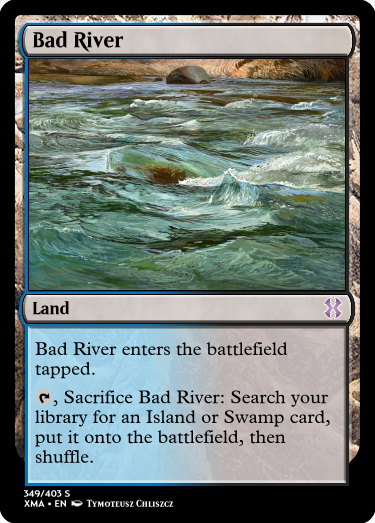 Bad River
Land
Bad River enters the battlefield
tapped.
, Sacrifice Bad River: Search your
library for an Island or Swamp card,
put it onto the battlefield, then
shuffle.
349/403 S
XMA • EN Tymoteusz Chliszcz